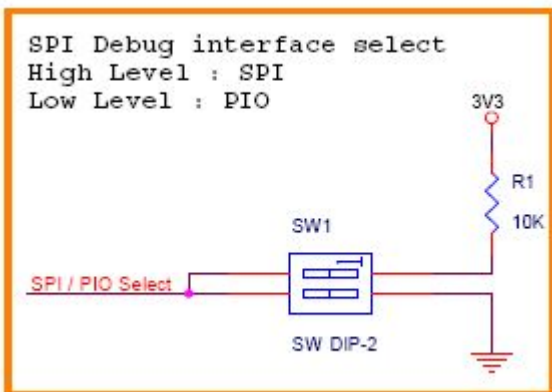 SPI Debug interface select
High Level : SPI
Low Level : PIO
3V3
R1
10K
SW1
SPI / PIO Select
SW DIP-2